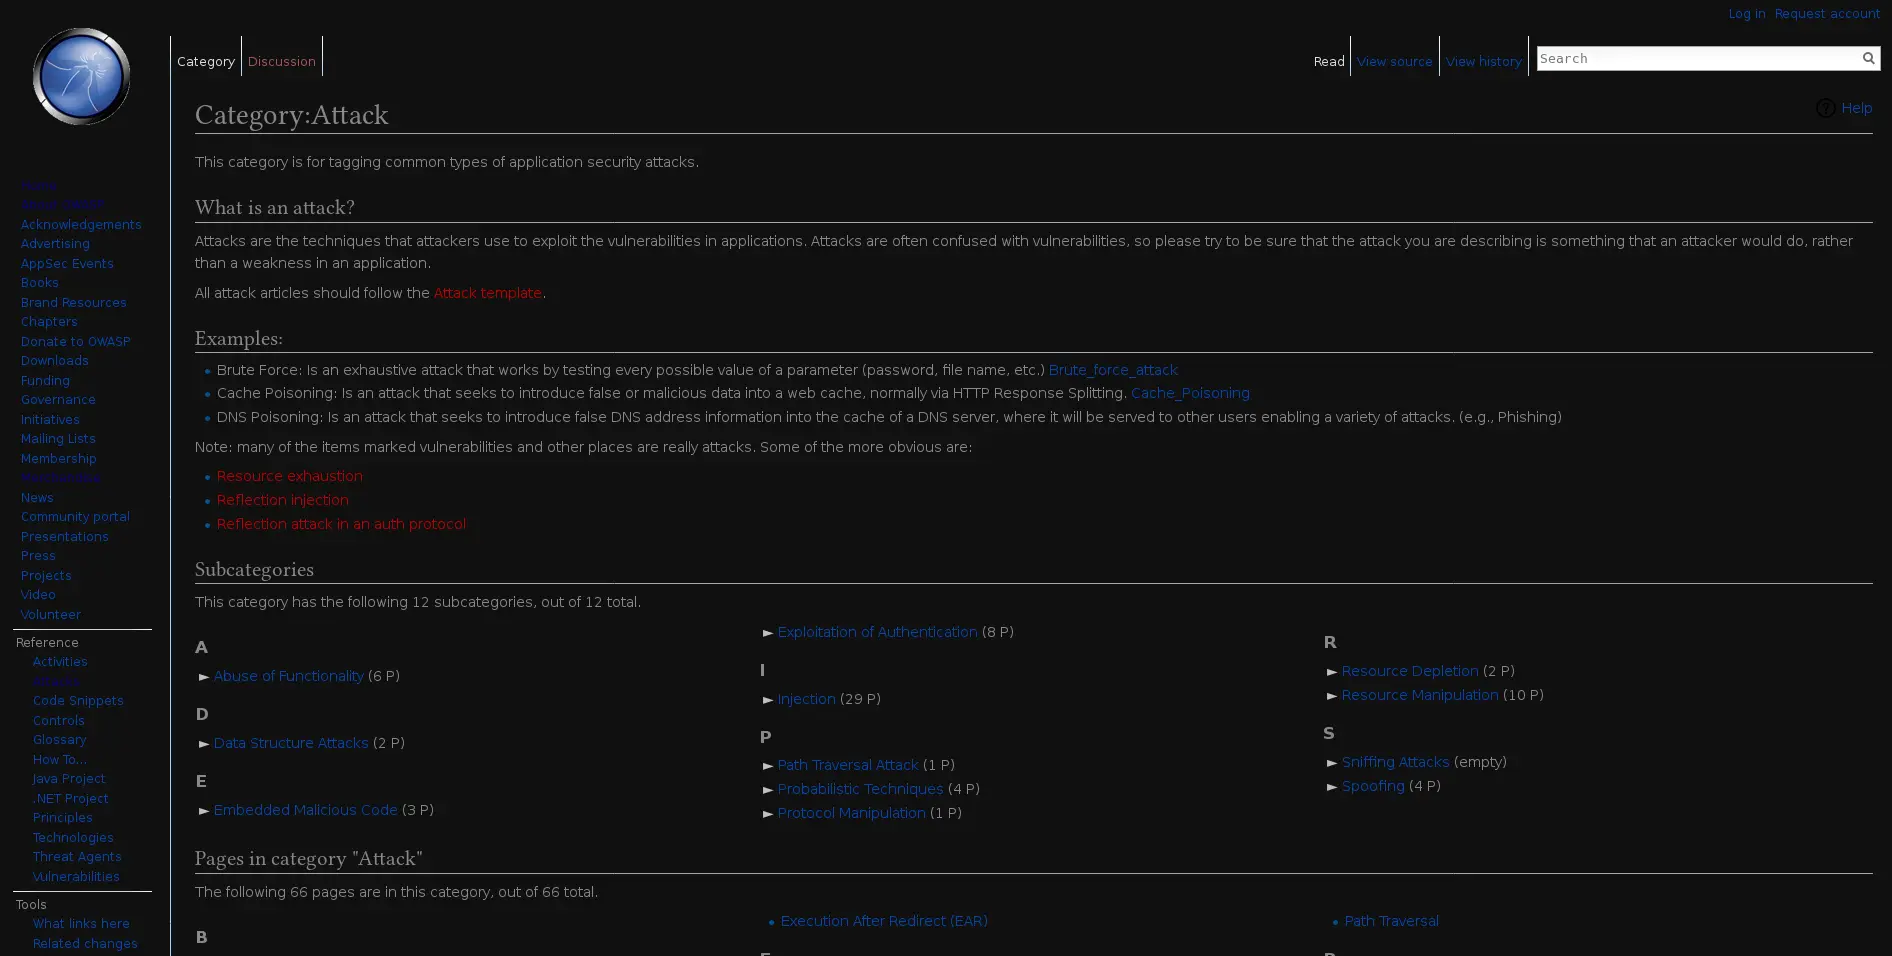 Log in Request account
Category Discussion
Read View source View history Search
Category:Attack
Help
This category is for tagging common types of application security attacks.
What is an attack?
Attacks are the techniques that attackers use to exploit the vulnerabilities in applications. Attacks are often confused with vulnerabilities, so please try to be sure that the attack you are describing is something that an attacker would do, rather
than a weakness in an application.
All attack articles should follow the Attack template.
Examples:
Brute Force: Is an exhaustive attack that works by testing every possible value of a parameter (password, file name, etc.) Brute_force_attack
Cache Poisoning: Is an attack that seeks to introduce false or malicious data into a web cache, normally via HTTP Response Splitting. Cache_Poisoning
DNS Poisoning: Is an attack that seeks to introduce false DNS address information into the cache of a DNS server, where it will be served to other users enabling a variety of attacks. (e.g., Phishing)
Note: many of the items marked vulnerabilities and other places are really attacks. Some of the more obvious are:
Resource exhaustion
Reflection injection
Reflection attack in an auth protocol
Subcategories
This category has the following 12 subcategories, out of 12 total.
A
► Abuse of Functionality (6 P)
D
► Data Structure Attacks (2 P)
E
► Embedded Malicious Code (3 P)
► Exploitation of Authentication (8 P)
I
► Injection (29 P)
P
► Path Traversal Attack (1 P)
► Probabilistic Techniques (4 P)
► Protocol Manipulation (1 P)
R
► Resource Depletion (2 P)
► Resource Manipulation (10 P)
S
► Sniffing Attacks (empty)
► Spoofing (4 P)
Pages in category "Attack"
The following 66 pages are in this category, out of 66 total.
B
Execution After Redirect (EAR)
Path Traversal
Home
About OWASP
Acknowledgements
Advertising
AppSec Events
Books
Brand Resources
Chapters
Donate to OWASP
Downloads
Funding
Governance
Initiatives
Mailing Lists
Membership
News
Community portal
Presentations
Press
Projects
Video
Volunteer
Reference
Activities
Attacks
Code Snippets
Controls
Glossary
How To...
Java Project
.NET Project
Principles
Technologies
Threat Agents
Vulnerabilities
Tools
What links here
Related changes